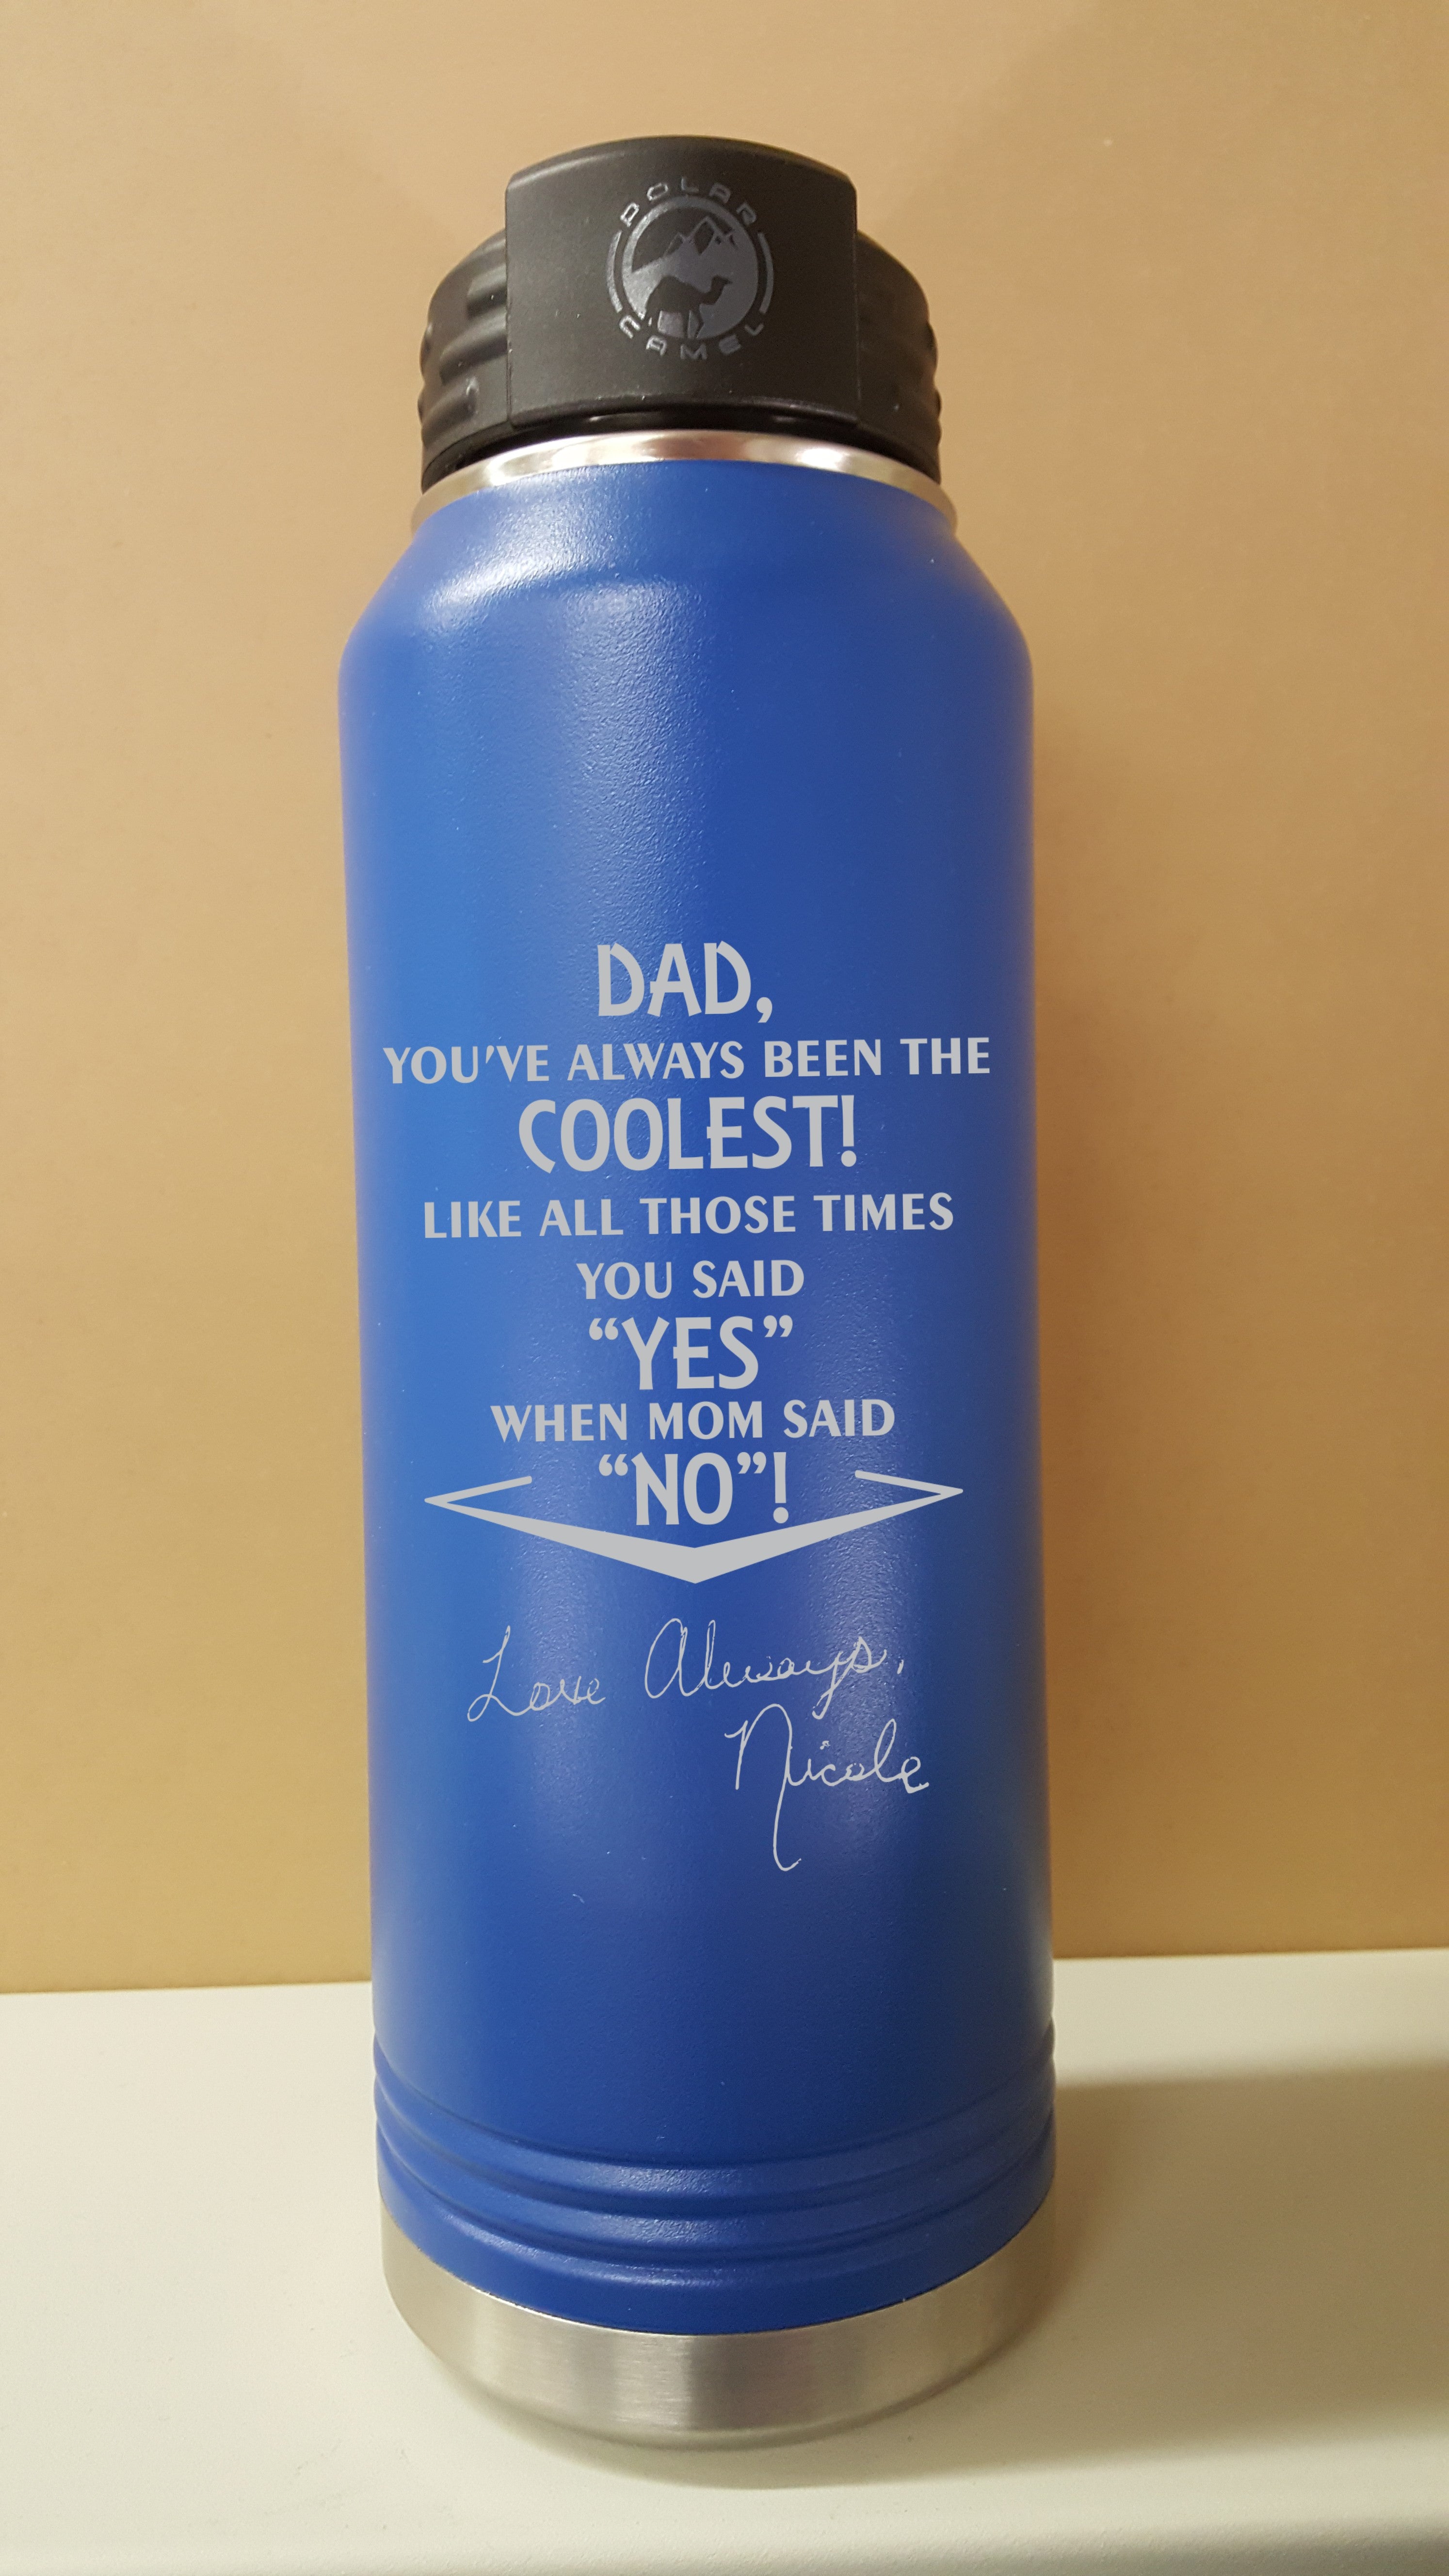 POLAR
CAMEL
DAD,
YOU'VE ALWAYS BEEN THE
COOLEST!
LIKE ALL THOSE TIMES
YOU SAID
“YES”
WHEN MOM SAID
“NO”!
Love Always,
Nicole